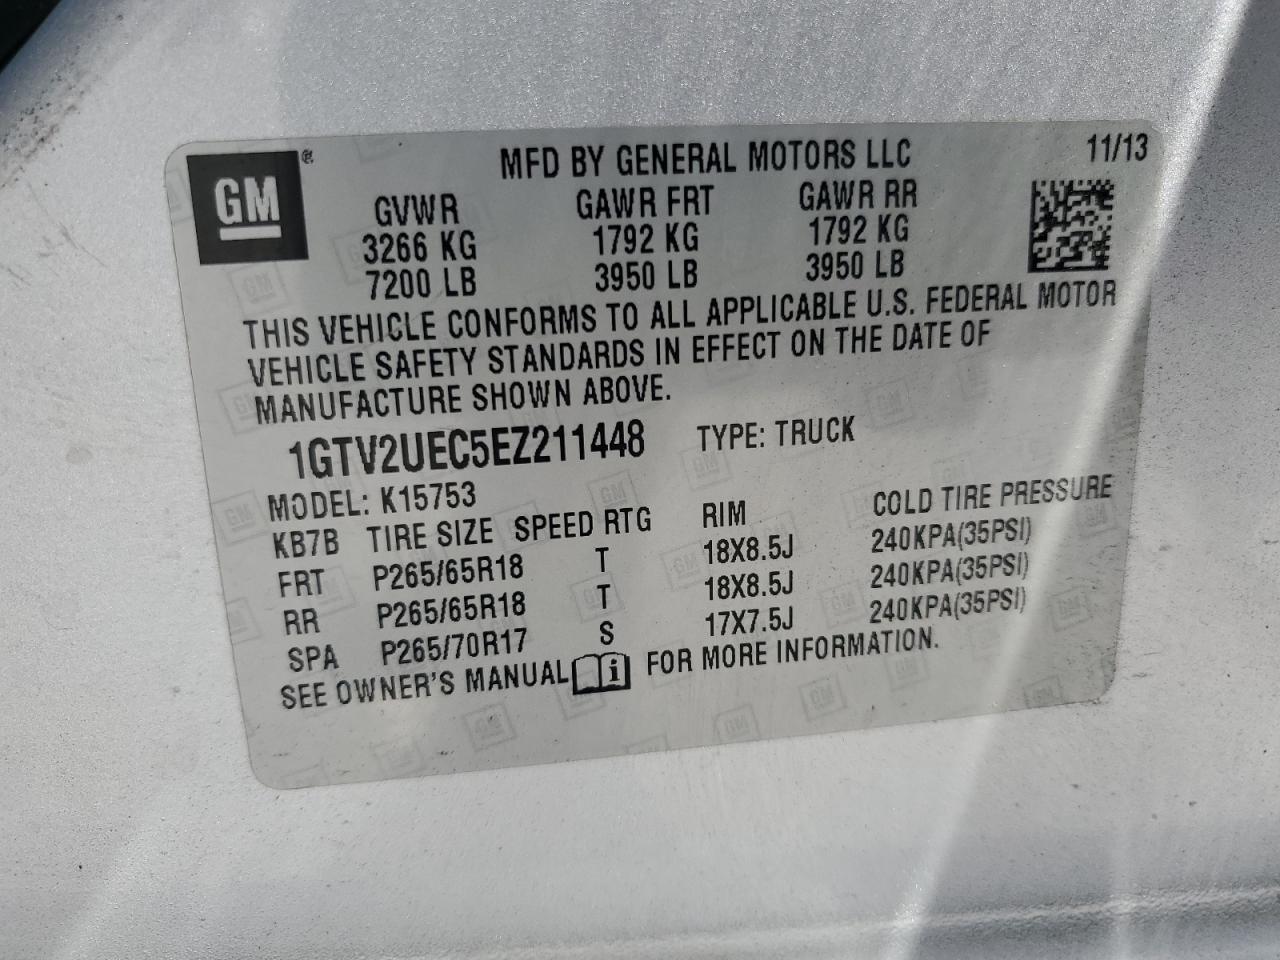 GM ®
MFD BY GENERAL MOTORS LLC 11/13
GVWR GAWR FRT GAWR RR
3266 KG 1792 KG 1792 KG
7200 LB 3950 LB 3950 LB
THIS VEHICLE CONFORMS TO ALL APPLICABLE U.S. FEDERAL MOTOR
VEHICLE SAFETY STANDARDS IN EFFECT ON THE DATE OF
MANUFACTURE SHOWN ABOVE.
1GTV2UEC5EZ211448 TYPE: TRUCK
MODEL: K15753
KB7B TIRE SIZE SPEED RTG RIM COLD TIRE PRESSURE
FRT P265/65R18 T 18X8.5J 240KPA(35PSI)
RR P265/65R18 T 18X8.5J 240KPA(35PSI)
SPA P265/70R17 S 17X7.5J 240KPA(35PSI)
SEE OWNER'S MANUAL i FOR MORE INFORMATION.